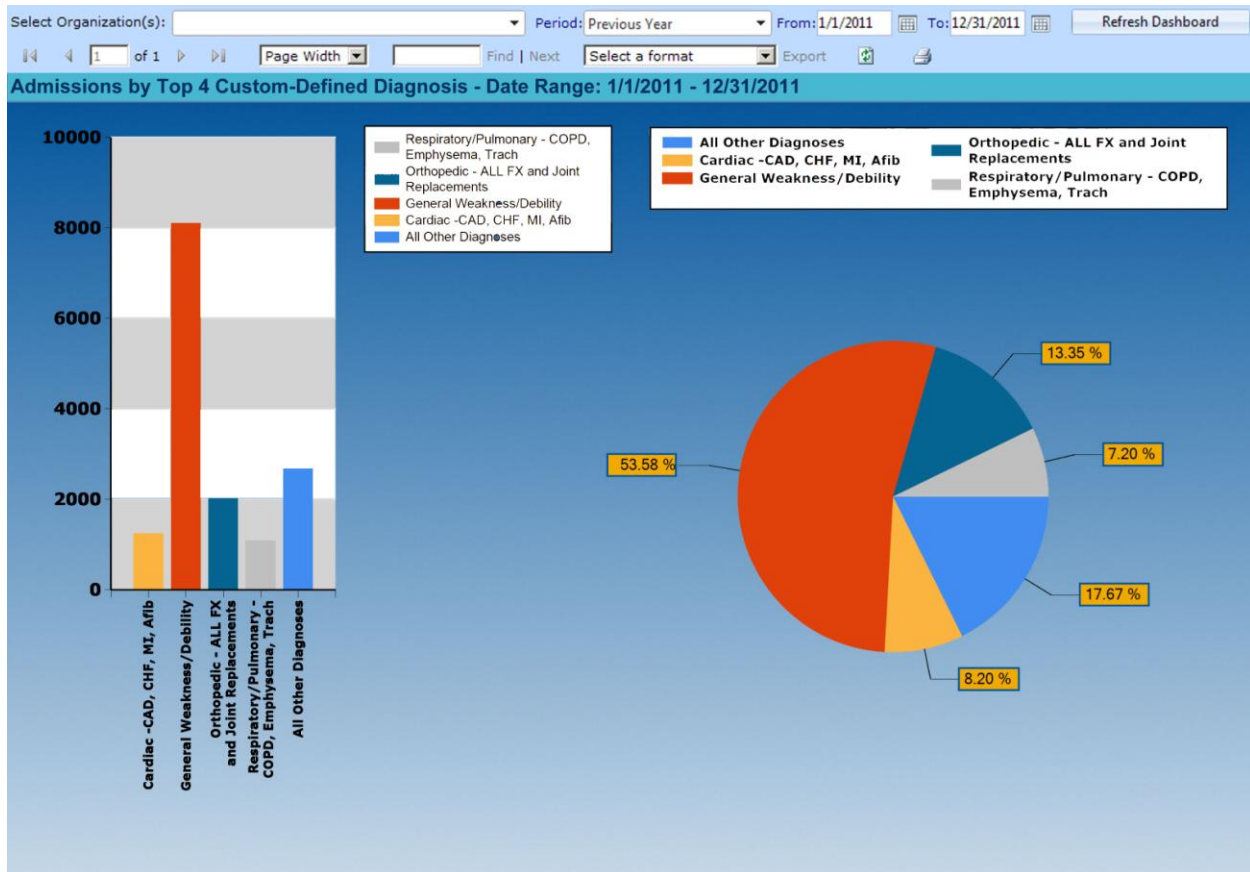 Select Organization(s): Period: Previous Year From: 1/1/2011 To: 12/31/2011 Refresh Dashboard
1 of 1 Page Width Find | Next Select a format Export
Admissions by Top 4 Custom-Defined Diagnosis - Date Range: 1/1/2011 - 12/31/2011
10000
8000
6000
4000
2000
0
Cardiac -CAD, CHF, MI, Afib
General Weakness/Debility
Orthopedic - ALL FX
and Joint Replacements
Respiratory/Pulmonary -
COPD, Emphysema, Trach
All Other Diagnoses
Respiratory/Pulmonary - COPD,
Emphysema, Trach
Orthopedic - ALL FX and Joint
Replacements
General Weakness/Debility
Cardiac -CAD, CHF, MI, Afib
All Other Diagnoses
All Other Diagnoses
Cardiac -CAD, CHF, MI, Afib
General Weakness/Debility
Orthopedic - ALL FX and Joint
Replacements
Respiratory/Pulmonary - COPD,
Emphysema, Trach
13.35 %
7.20 %
53.58 %
17.67 %
8.20 %